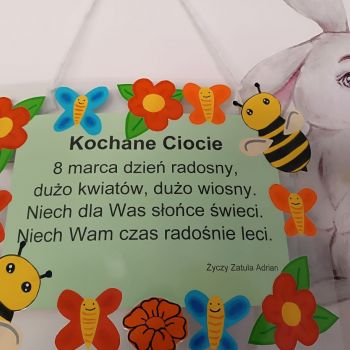 Kochane Ciocie
8 marca dzień radosny,
dużo kwiatów, dużo wiosny.
Niech dla Was słońce świeci.
Niech Wam czas radośnie leci.
Życzy Zatuła Adrian